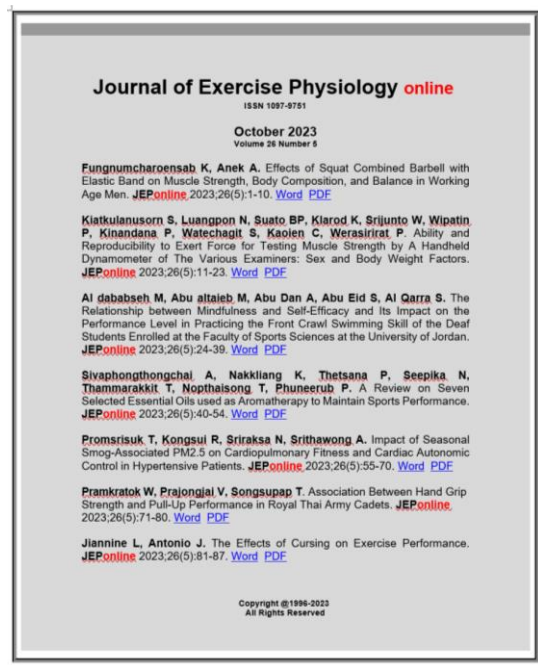 Journal of Exercise Physiology online
ISSN 1097-9751
October 2023
Volume 26 Number 5
Fungnumcharoensab K, Anek A. Effects of Squat Combined Barbell with
Elastic Band on Muscle Strength, Body Composition, and Balance in Working
Age Men. JEPonline 2023;26(5):1-10. Word PDF
Kiatkulanusorn S, Luangpon N, Suato BP, Klarod K, Srijunto W, Wipatin
P, Kinandana P, Watechagit S, Kaoien C, Werasirirat P. Ability and
Reproducibility to Exert Force for Testing Muscle Strength by A Handheld
Dynamometer of The Various Examiners: Sex and Body Weight Factors.
JEPonline 2023;26(5):11-23. Word PDF
Al dababseh M, Abu altaieb M, Abu Dan A, Abu Eid S, Al Qarra S. The
Relationship between Mindfulness and Self-Efficacy and Its Impact on the
Performance Level in Practicing the Front Crawl Swimming Skill of the Deaf
Students Enrolled at the Faculty of Sports Sciences at the University of Jordan.
JEPonline 2023;26(5):24-39. Word PDF
Sivaphongthongchai A, Nakkliang K, Thetsana P, Seepika N,
Thammarakkit T, Nopthaisong T, Phuneerub P. A Review on Seven
Selected Essential Oils used as Aromatherapy to Maintain Sports Performance.
JEPonline 2023;26(5):40-54. Word PDF
Promsrisuk T, Kongsui R, Sriraksa N, Srithawong A. Impact of Seasonal
Smog-Associated PM2.5 on Cardiopulmonary Fitness and Cardiac Autonomic
Control in Hypertensive Patients. JEPonline 2023;26(5):55-70. Word PDF
Pramkratok W, Prajongjai V, Songsupap T. Association Between Hand Grip
Strength and Pull-Up Performance in Royal Thai Army Cadets. JEPonline
2023;26(5):71-80. Word PDF
Jiannine L, Antonio J. The Effects of Cursing on Exercise Performance.
JEPonline 2023;26(5):81-87. Word PDF
Copyright @1996-2023
All Rights Reserved